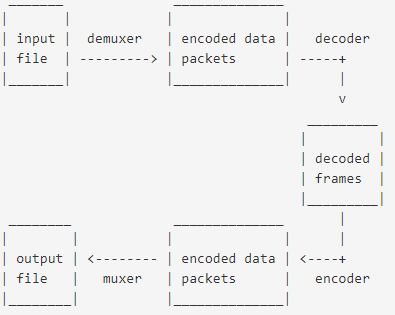 _______              ______________
|       |            |              |
| input |  demuxer   | encoded data |   decoder
| file  | ---------> | packets      | -----+
|_______|            |______________|      |
                                           v
                                       _________
                                      |         |
                                      | decoded |
                                      | frames  |
                                      |_________|
 ________             ______________       |
|        |           |              |      |
| output | <-------- | encoded data | <----+
| file   |   muxer   | packets      |   encoder
|________|           |______________|